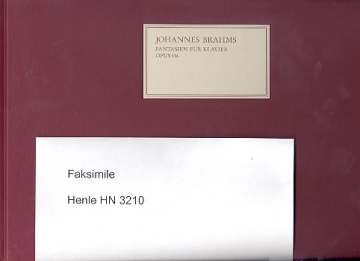 JOHANNES BRAHMS
FANTASIEN FÜR KLAVIER
OPUS 116
Faksimile
Henle HN 3210